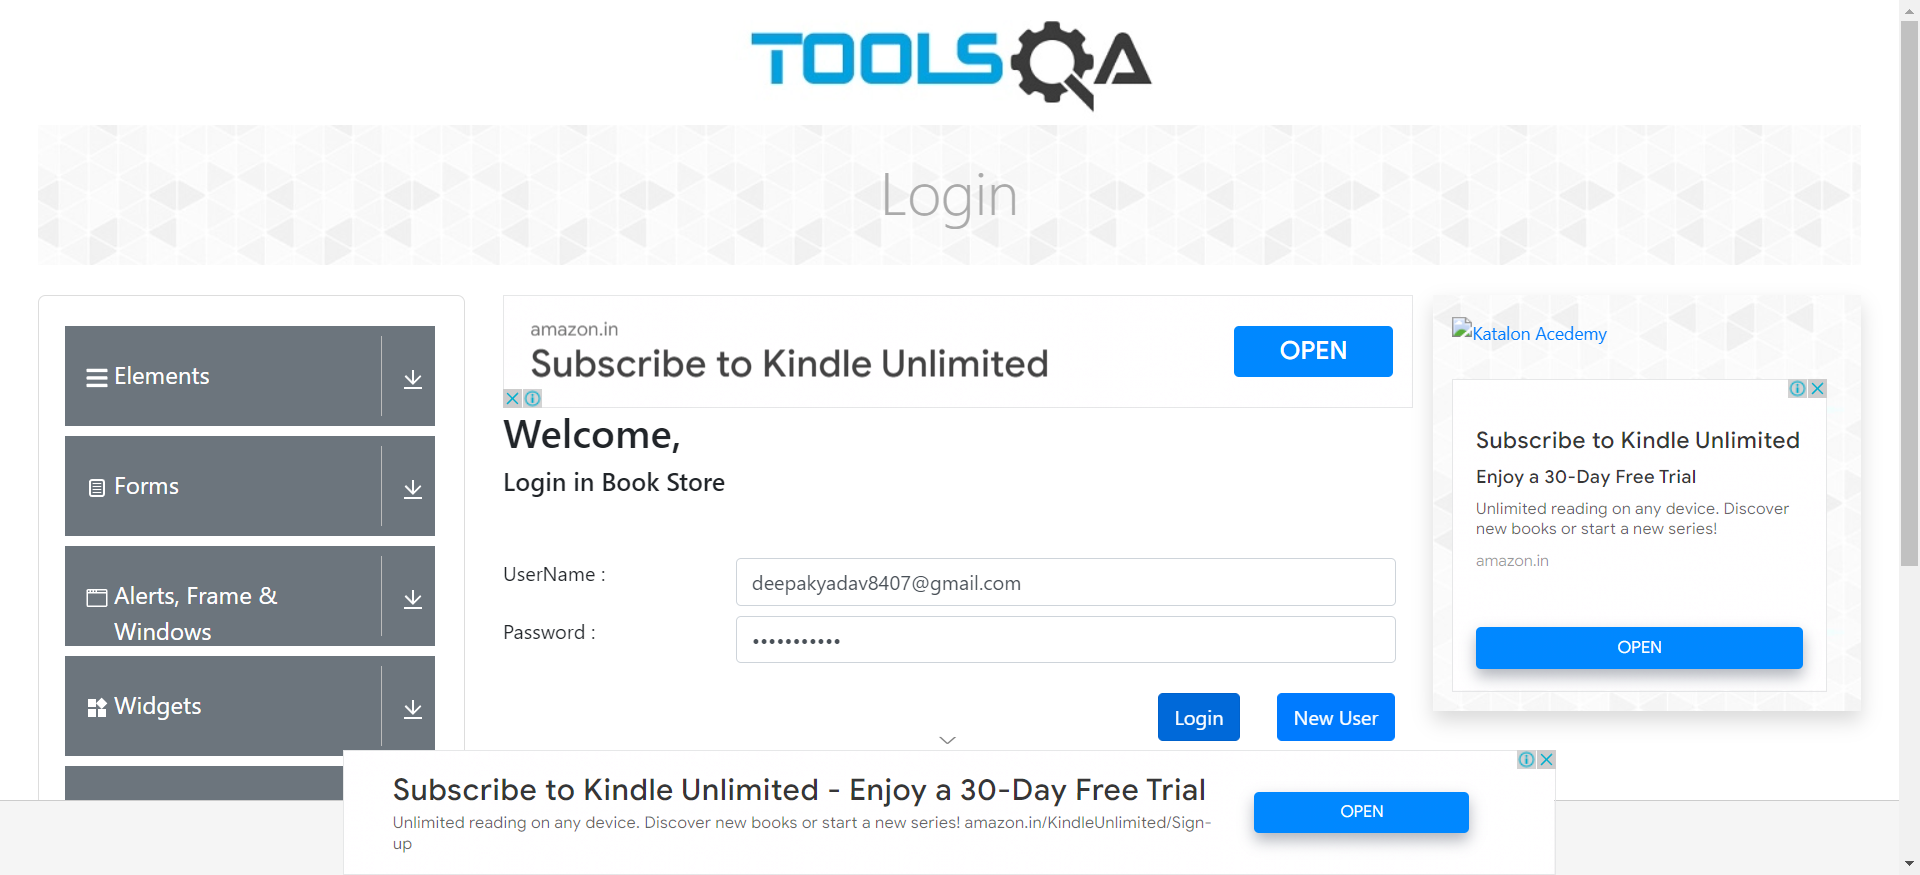 TOOLSQA
Login
Elements
Forms
Alerts, Frame &
Windows
Widgets
amazon.in
Subscribe to Kindle Unlimited
OPEN
Welcome,
Login in Book Store
UserName :
deepakyadav8407@gmail.com
Password :
•••••••••••
Login
New User
Katalon Acedemy
Subscribe to Kindle Unlimited
Enjoy a 30-Day Free Trial
Unlimited reading on any device. Discover
new books or start a new series!
amazon.in
OPEN
Subscribe to Kindle Unlimited - Enjoy a 30-Day Free Trial
Unlimited reading on any device. Discover new books or start a new series! amazon.in/KindleUnlimited/Sign-
up
OPEN